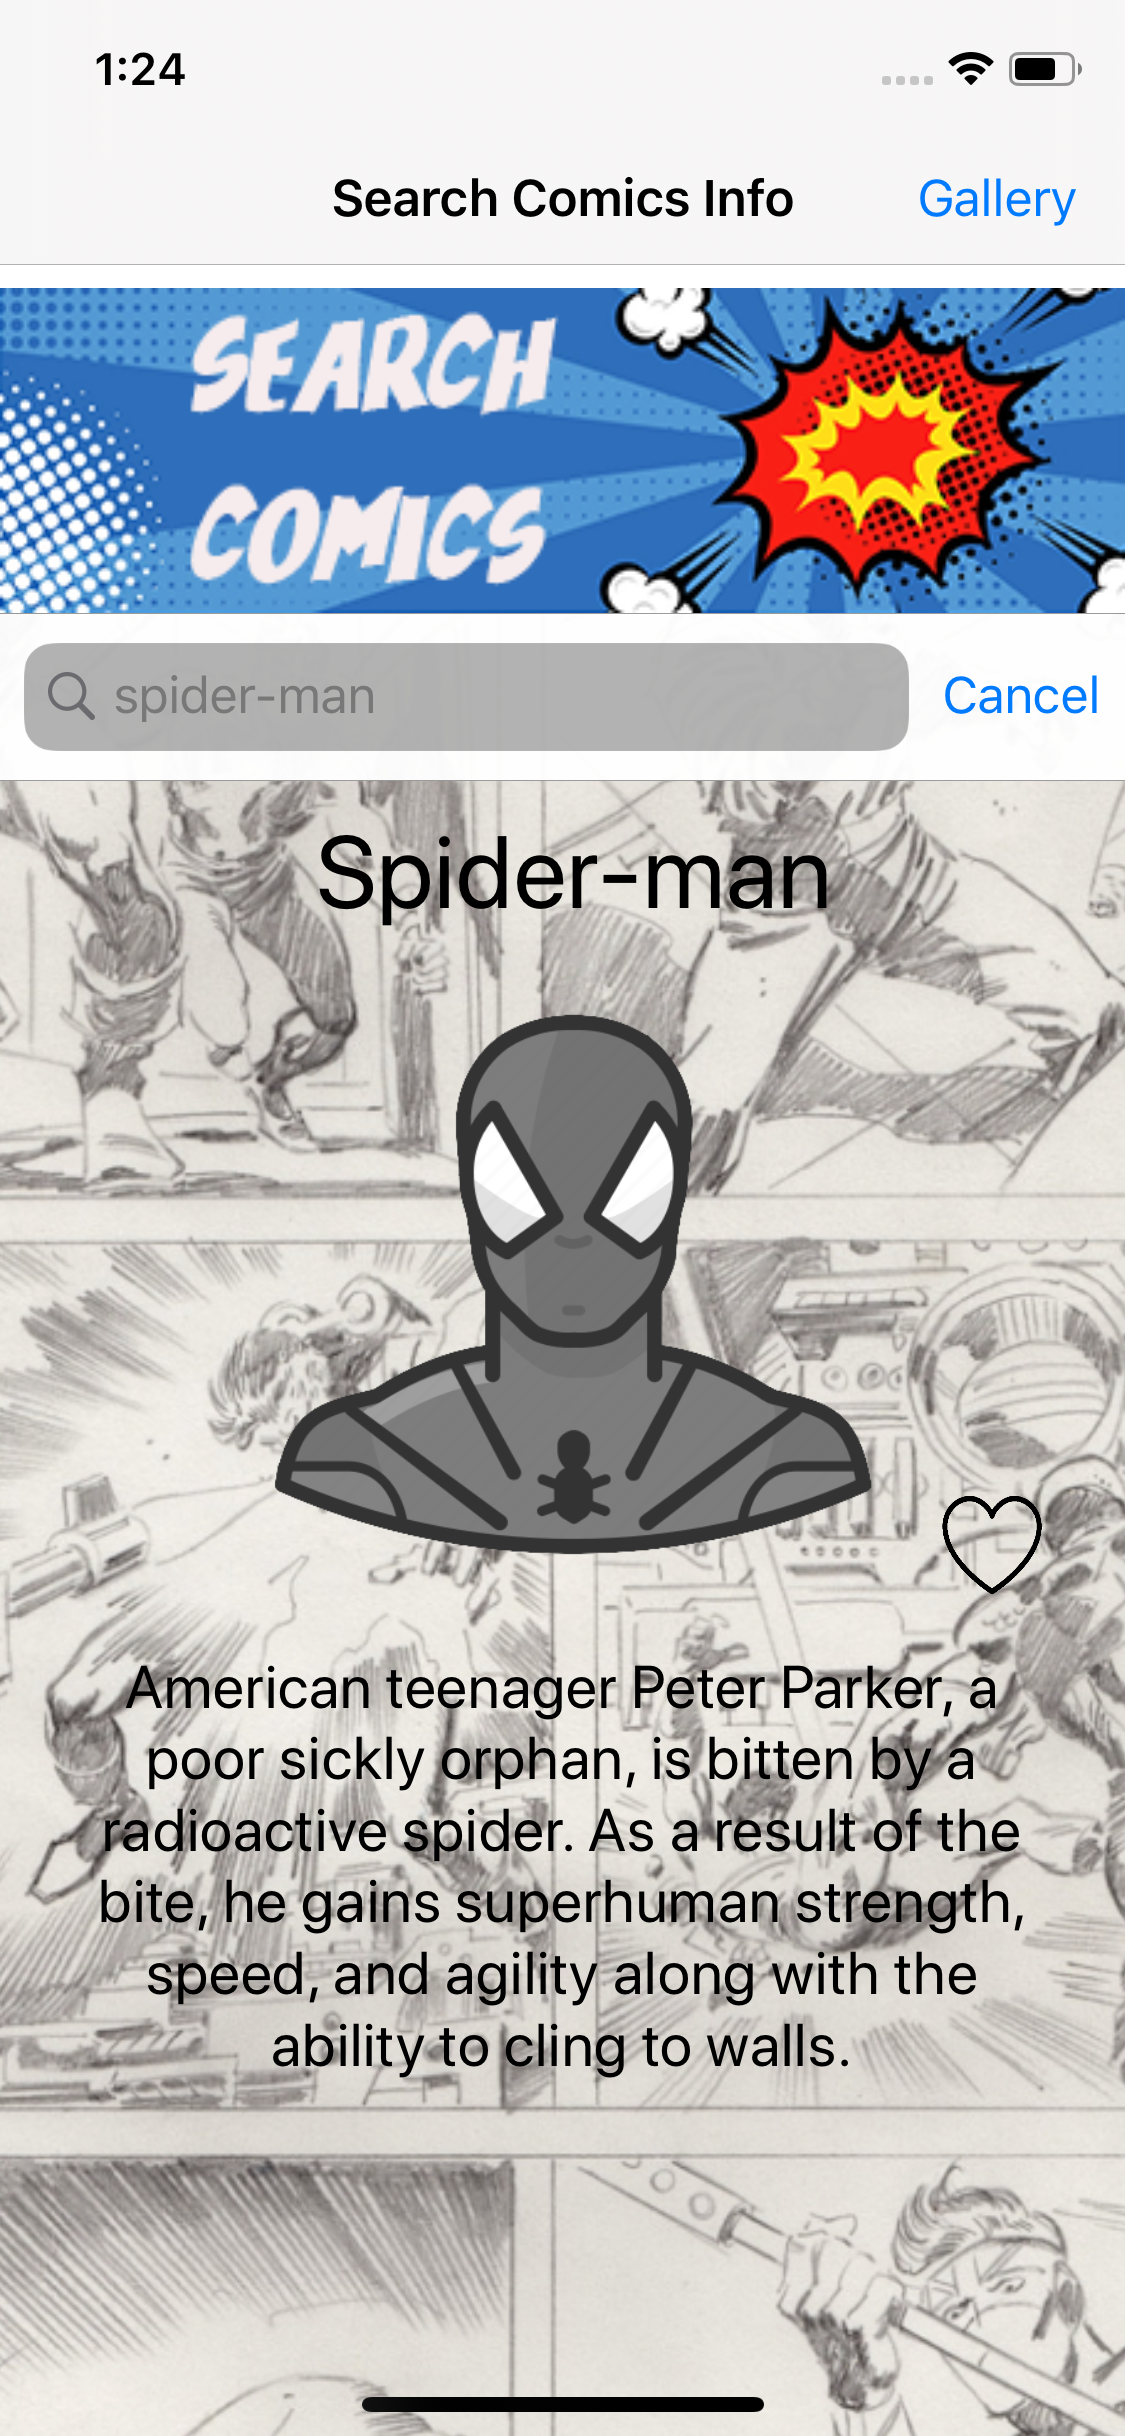 1:24
Search Comics Info
Gallery
SEARCH
COMICS
spider-man
Cancel
Spider-man
American teenager Peter Parker, a
poor sickly orphan, is bitten by a
radioactive spider. As a result of the
bite, he gains superhuman strength,
speed, and agility along with the
ability to cling to walls.